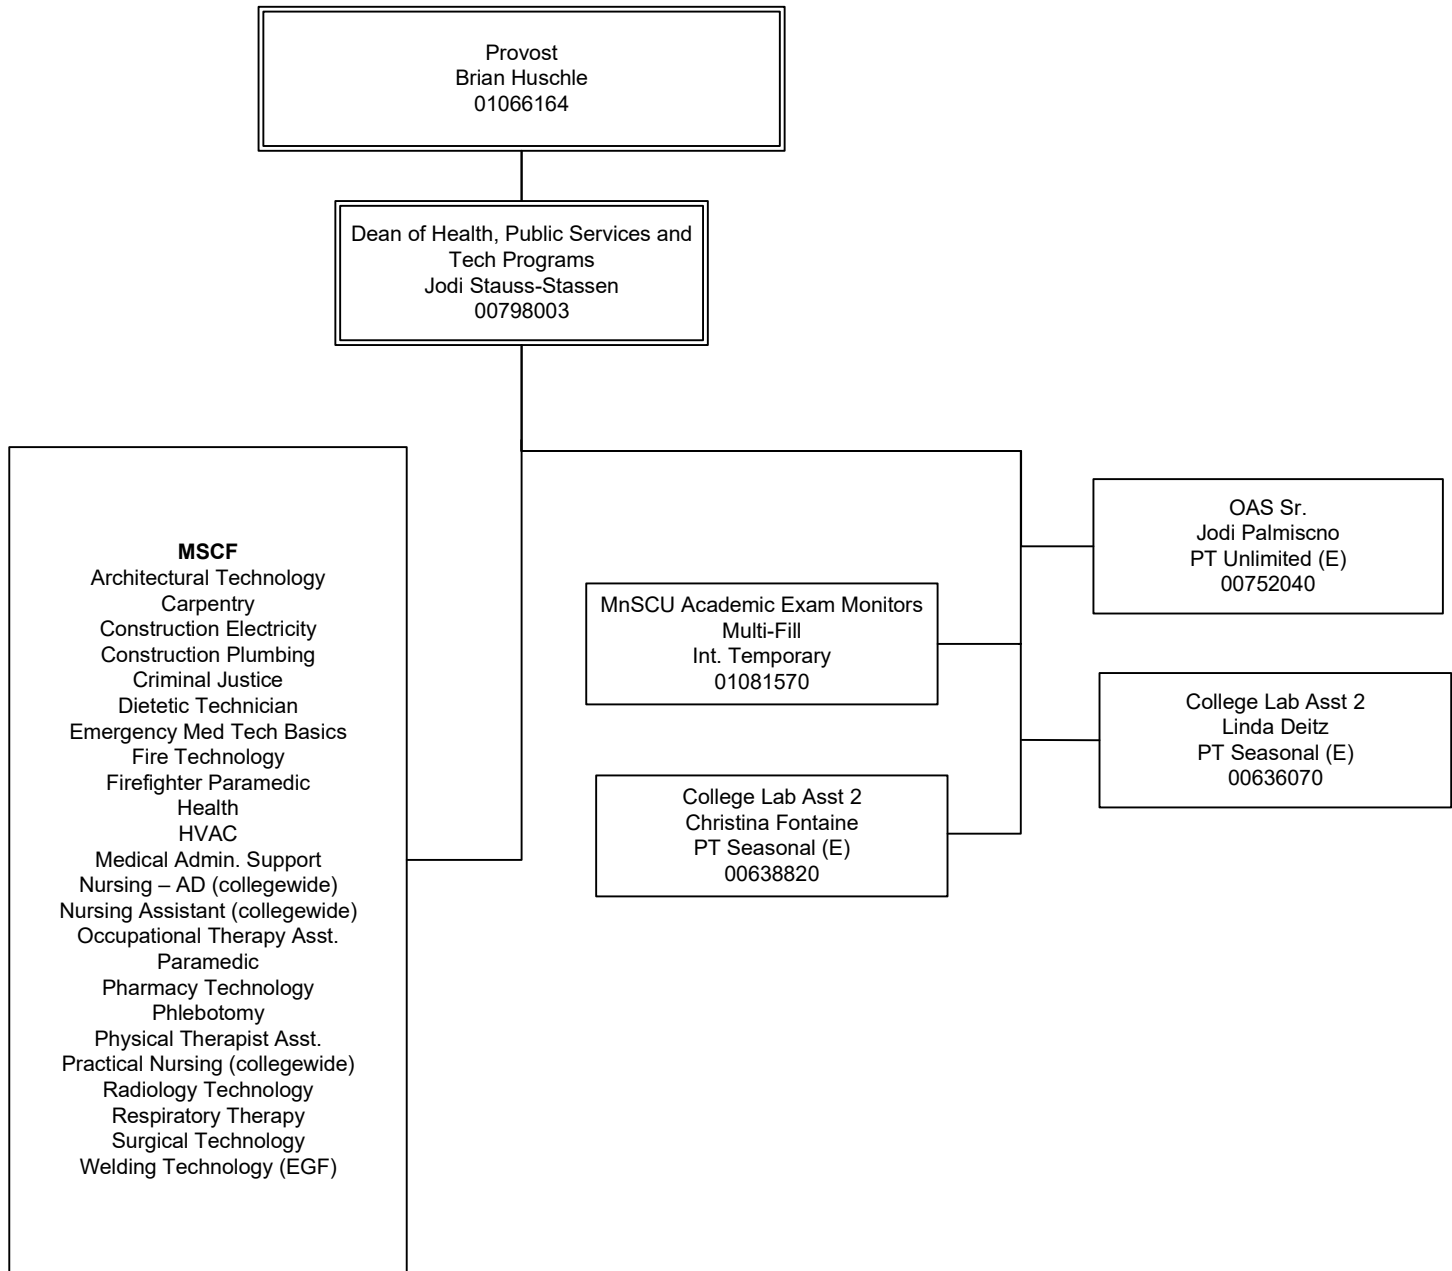 Provost
Brian Huschle
01066164
Dean of Health, Public Services and
Tech Programs
Jodi Stauss-Stassen
00798003
MSCF
Architectural Technology
Carpentry
Construction Electricity
Construction Plumbing
Criminal Justice
Dietetic Technician
Emergency Med Tech Basics
Fire Technology
Firefighter Paramedic
Health
HVAC
Medical Admin. Support
Nursing – AD (collegewide)
Nursing Assistant (collegewide)
Occupational Therapy Asst.
Paramedic
Pharmacy Technology
Phlebotomy
Physical Therapist Asst.
Practical Nursing (collegewide)
Radiology Technology
Respiratory Therapy
Surgical Technology
Welding Technology (EGF)
MnSCU Academic Exam Monitors
Multi-Fill
Int. Temporary
01081570
College Lab Asst 2
Christina Fontaine
PT Seasonal (E)
00638820
OAS Sr.
Jodi Palmiscno
PT Unlimited (E)
00752040
College Lab Asst 2
Linda Deitz
PT Seasonal (E)
00636070